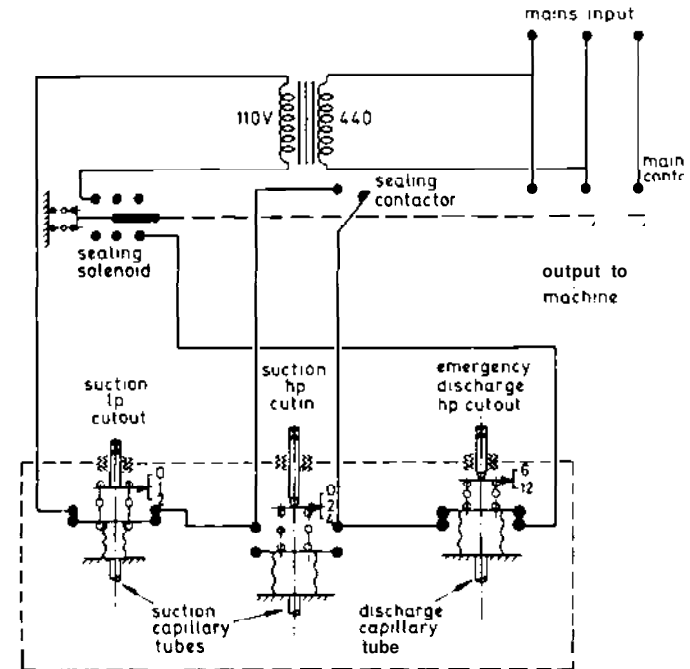 mains input
110V
440
sealing
contactor
main
sealing
solenoid
output to
machine
suction
lp
cutout
suction
hp
cutin
emergency
discharge
hp cutout
0
1
2
0
2
4
6
12
suction
capillary
tubes
discharge
capillary
tube